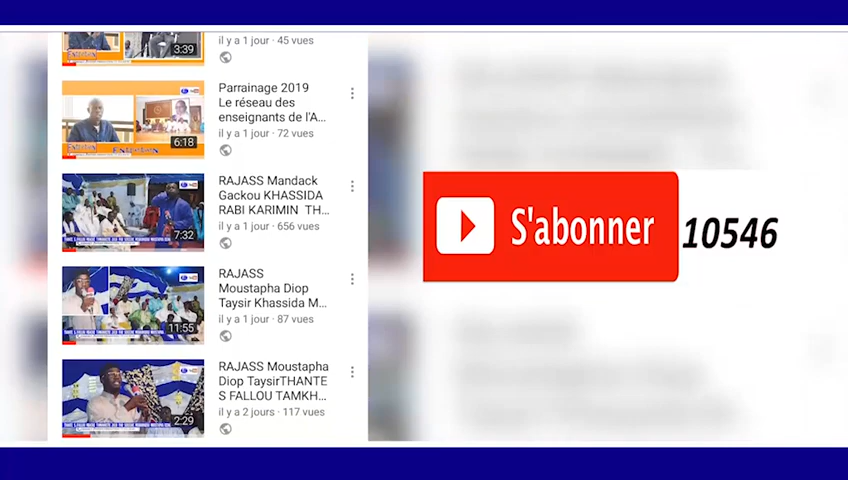 3:39
il y a 1 jour · 45 vues
Parrainage 2019
Le réseau des
enseignants de l'A...
il y a 1 jour · 72 vues
6:18
RAJASS Mandack
Gackou KHASSIDA
RABI KARIMIN TH...
il y a 1 jour · 656 vues
7:32
RAJASS
Moustapha Diop
Taysir Khassida M...
il y a 1 jour · 87 vues
11:55
RAJASS Moustapha
Diop TaysirTHANTE
S FALLOU TAMKH...
il y a 2 jours · 117 vues
2:29
S'abonner
10546